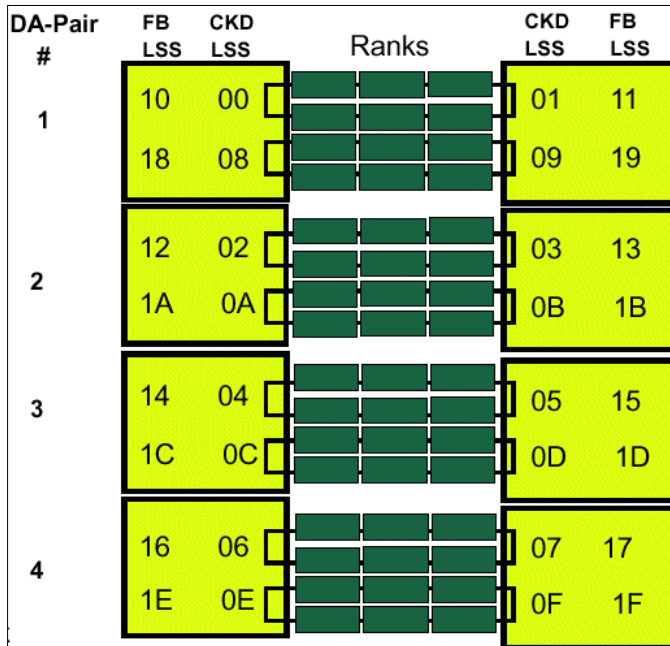 DA-Pair FB CKD CKD FB
# LSS LSS Ranks LSS LSS
10 00 01 11
1
18 08 09 19
12 02 03 13
2
1A 0A 0B 1B
14 04 05 15
3
1C 0C 0D 1D
16 06 07 17
4
1E 0E 0F 1F